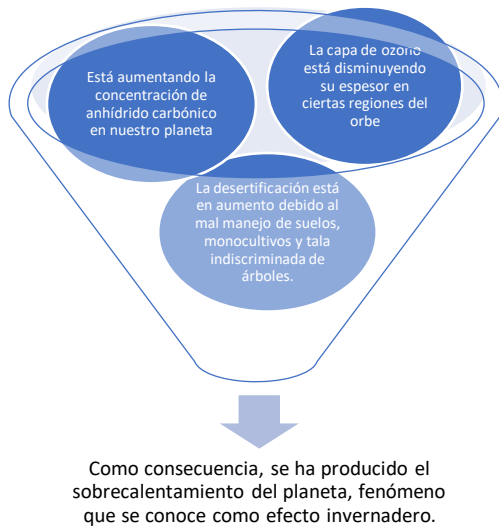 Está aumentando la
concentración de
anhídrido carbónico
en nuestro planeta
La capa de ozono
está disminuyendo
su espesor en
ciertas regiones del
orbe
La desertificación está
en aumento debido al
mal manejo de suelos,
monocultivos y tala
indiscriminada de
árboles.
Como consecuencia, se ha producido el
sobrecalentamiento del planeta, fenómeno
que se conoce como efecto invernadero.